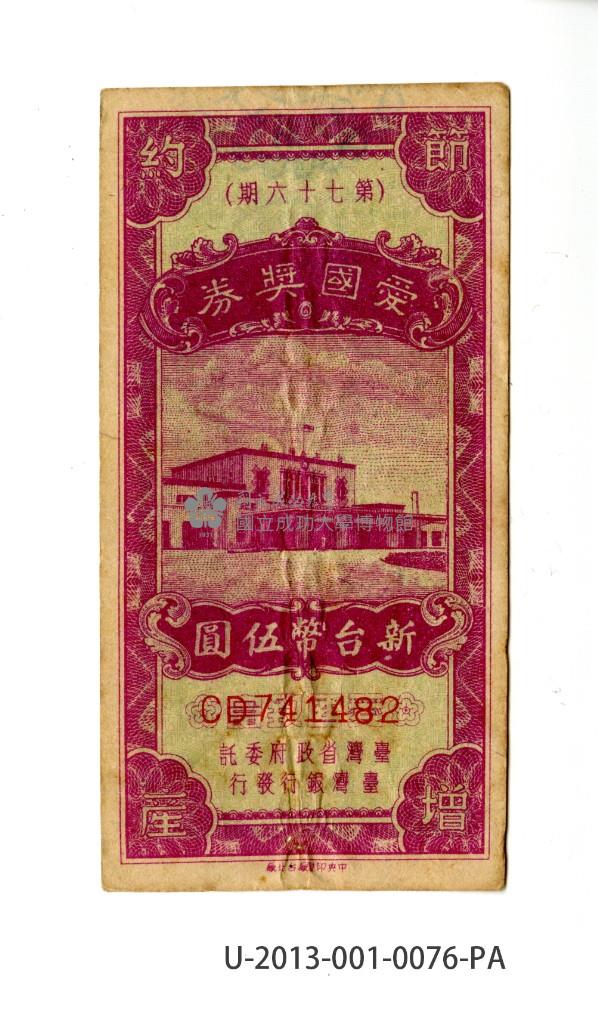 節約
(第七十六期)
愛國獎券
國立成功大學博物館
新台幣伍圓
CD741482
臺灣省政府委託
臺灣銀行發行
增產
U-2013-001-0076-PA